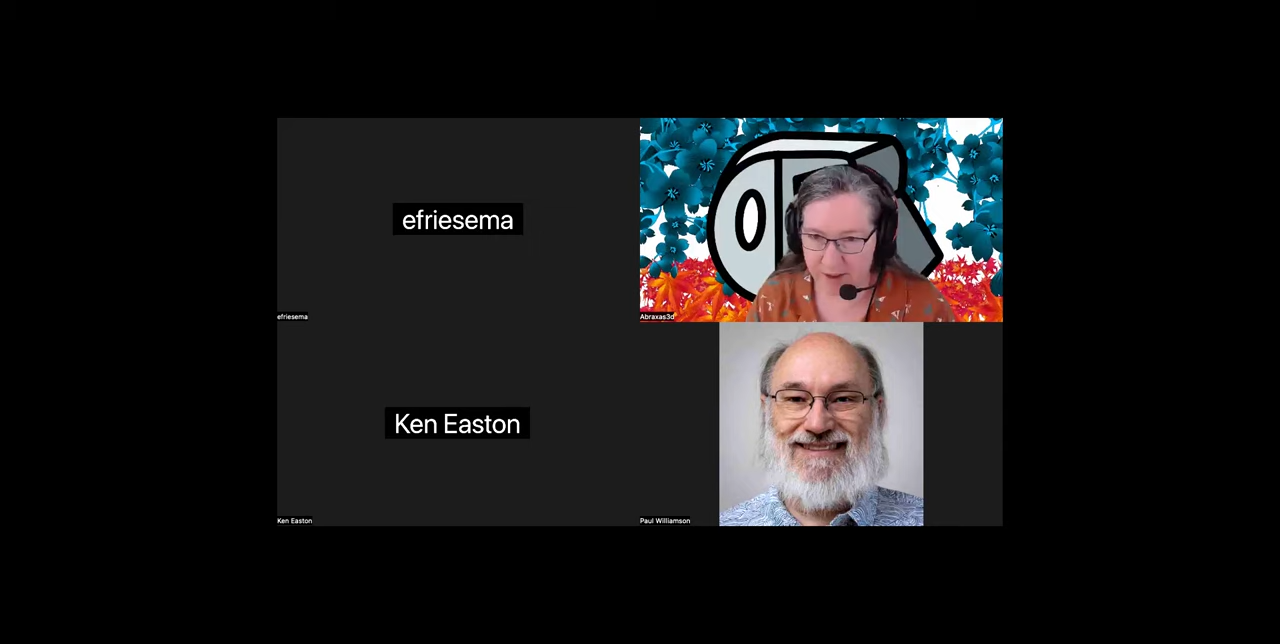 efriesema
efriesema
Abraxas3d
Ken Easton
Ken Easton
Paul Williamson